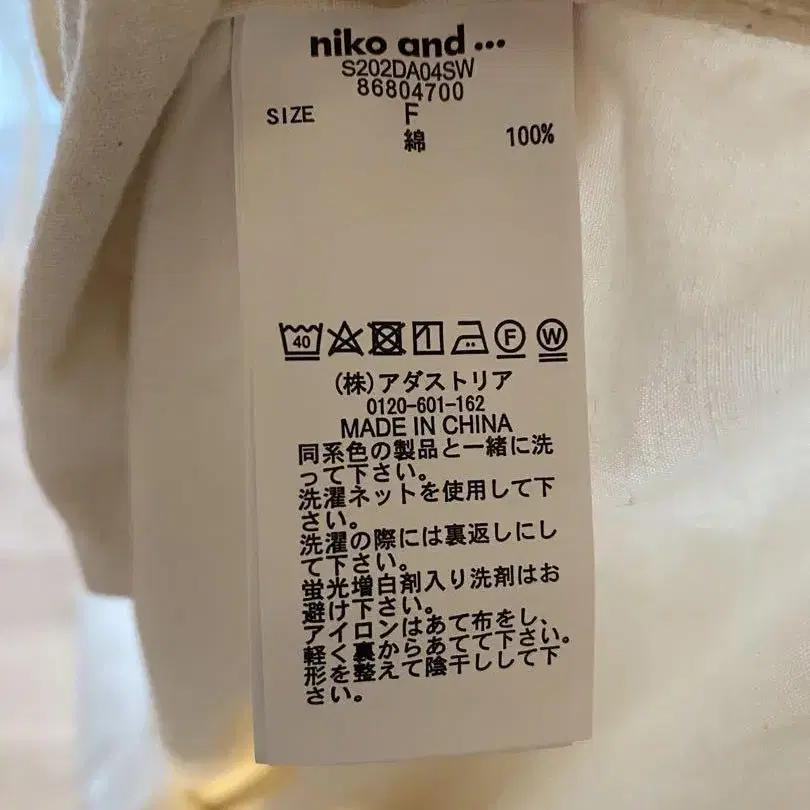 niko and ...
S202DA04SW
86804700
SIZE F
綿 100%
40 F W
(株)アダストリア
0120-601-162
MADE IN CHINA
同系色の製品と一緒に洗
って下さい。
洗濯ネットを使用して下
さい。
洗濯の際には裏返しにし
て下さい。
蛍光増白剤入り洗剤はお
避け下さい。
アイロンはあて布をし、
軽く裏からあてて下さい。
形を整えて陰干しして下
さい。